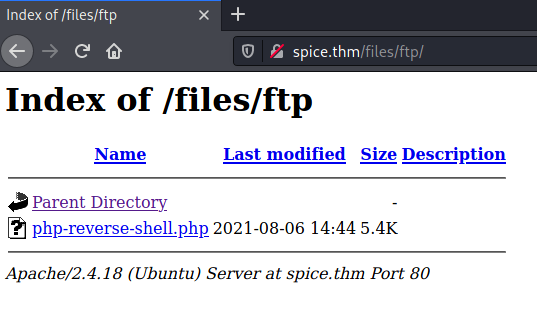 Index of /files/ftp
spice.thm/files/ftp/
Index of /files/ftp
Name Last modified Size Description
Parent Directory -
php-reverse-shell.php 2021-08-06 14:44 5.4K
Apache/2.4.18 (Ubuntu) Server at spice.thm Port 80